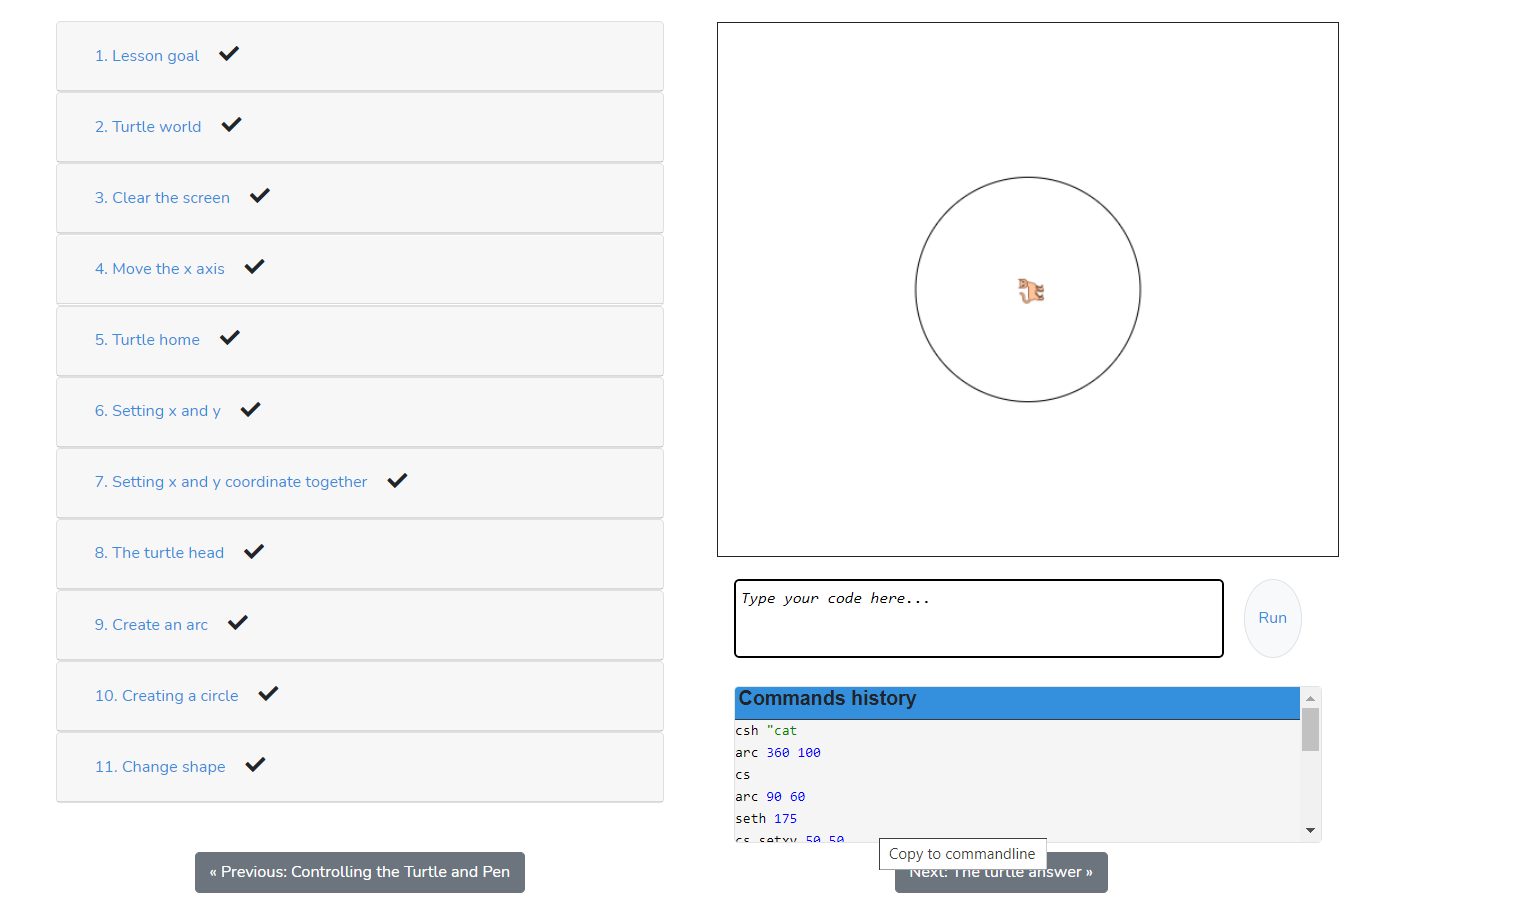 1. Lesson goal
2. Turtle world
3. Clear the screen
4. Move the x axis
5. Turtle home
6. Setting x and y
7. Setting x and y coordinate together
8. The turtle head
9. Create an arc
10. Creating a circle
11. Change shape
« Previous: Controlling the Turtle and Pen
Type your code here...
Run
Commands history
csh "cat
arc 360 100
cs
arc 90 60
seth 175
cs setxy 50 50
Copy to commandline
Next: The turtle answer »